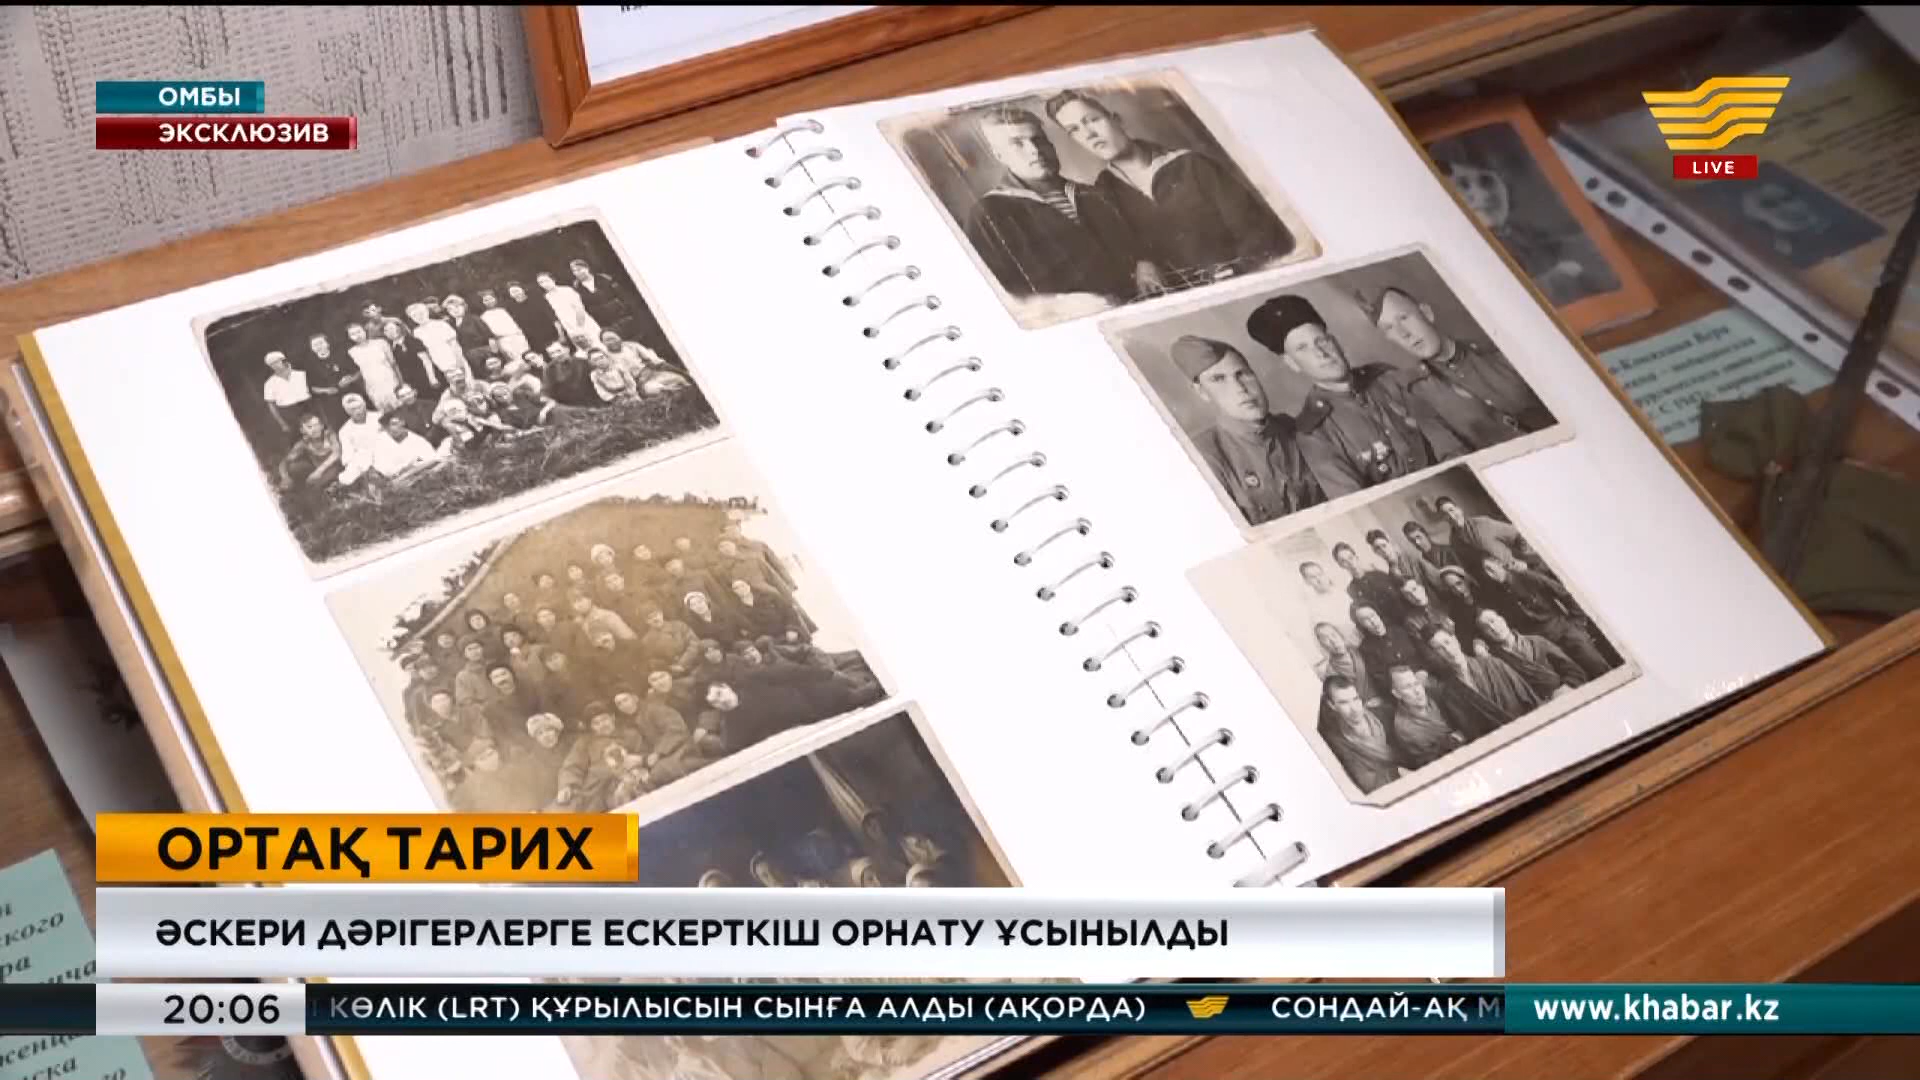 ОМБЫ
ЭКСКЛЮЗИВ
LIVE
ОРТАҚ ТАРИХ
ӘСКЕРИ ДӘРІГЕРЛЕРГЕ ЕСКЕРТКІШ ОРНАТУ ҰСЫНЫЛДЫ
20:06
КӨЛІК (LRT) ҚҰРЫЛЫСЫН СЫНҒА АЛДЫ (АҚОРДА) СОНДАЙ-АҚ М
www.khabar.kz